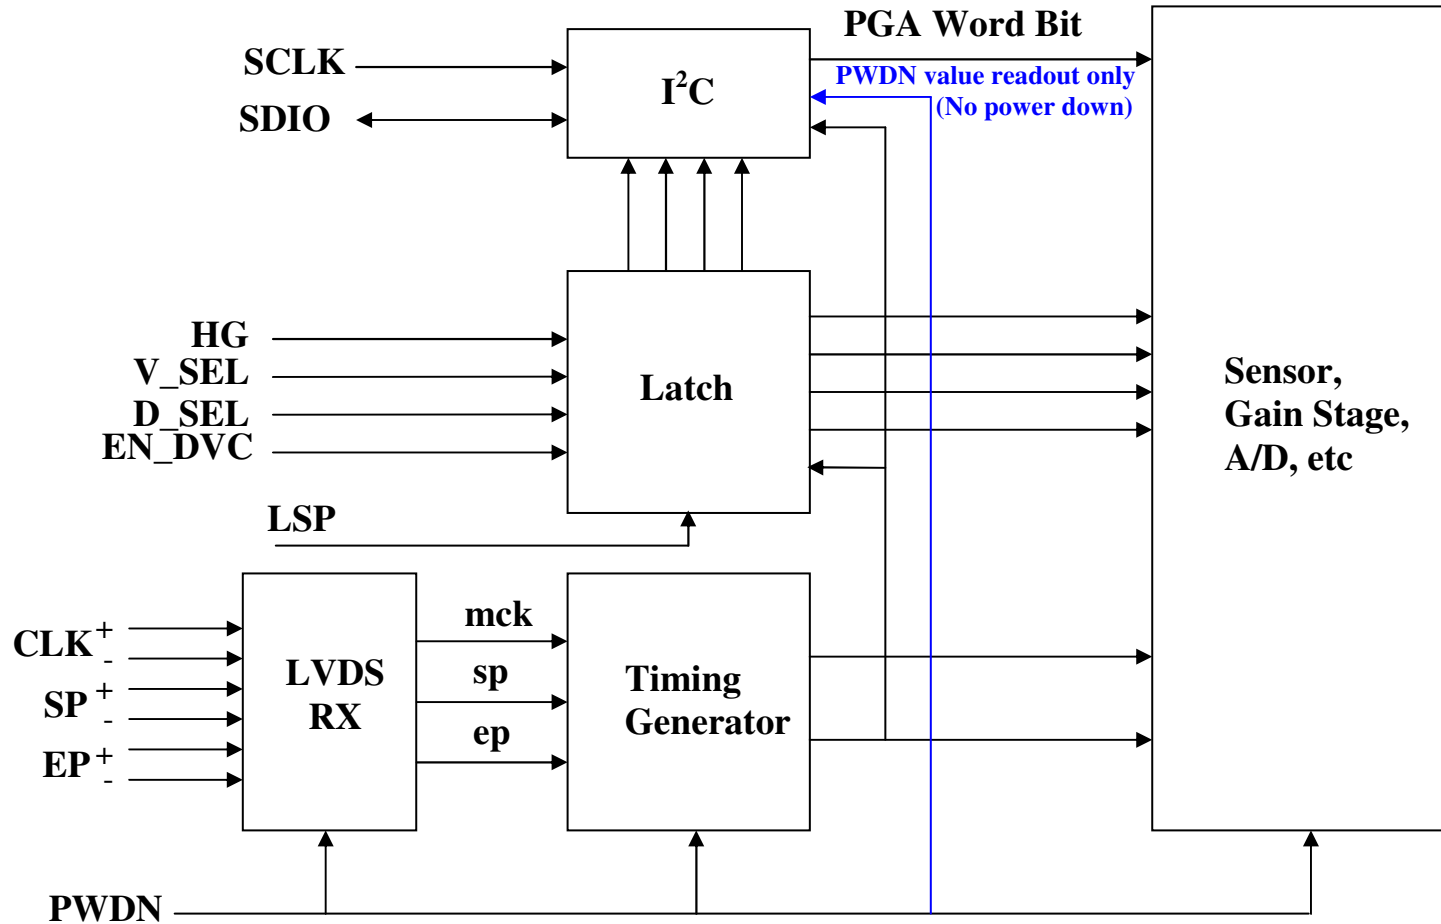 PGA Word Bit
SCLK
PWDN value readout only
I²C
(No power down)
SDIO
HG
V_SEL
Latch
D_SEL
EN_DVC
Sensor,
Gain Stage,
A/D, etc
LSP
mck
CLK + -
LVDS
RX
sp
Timing
Generator
SP + -
ep
EP + -
PWDN